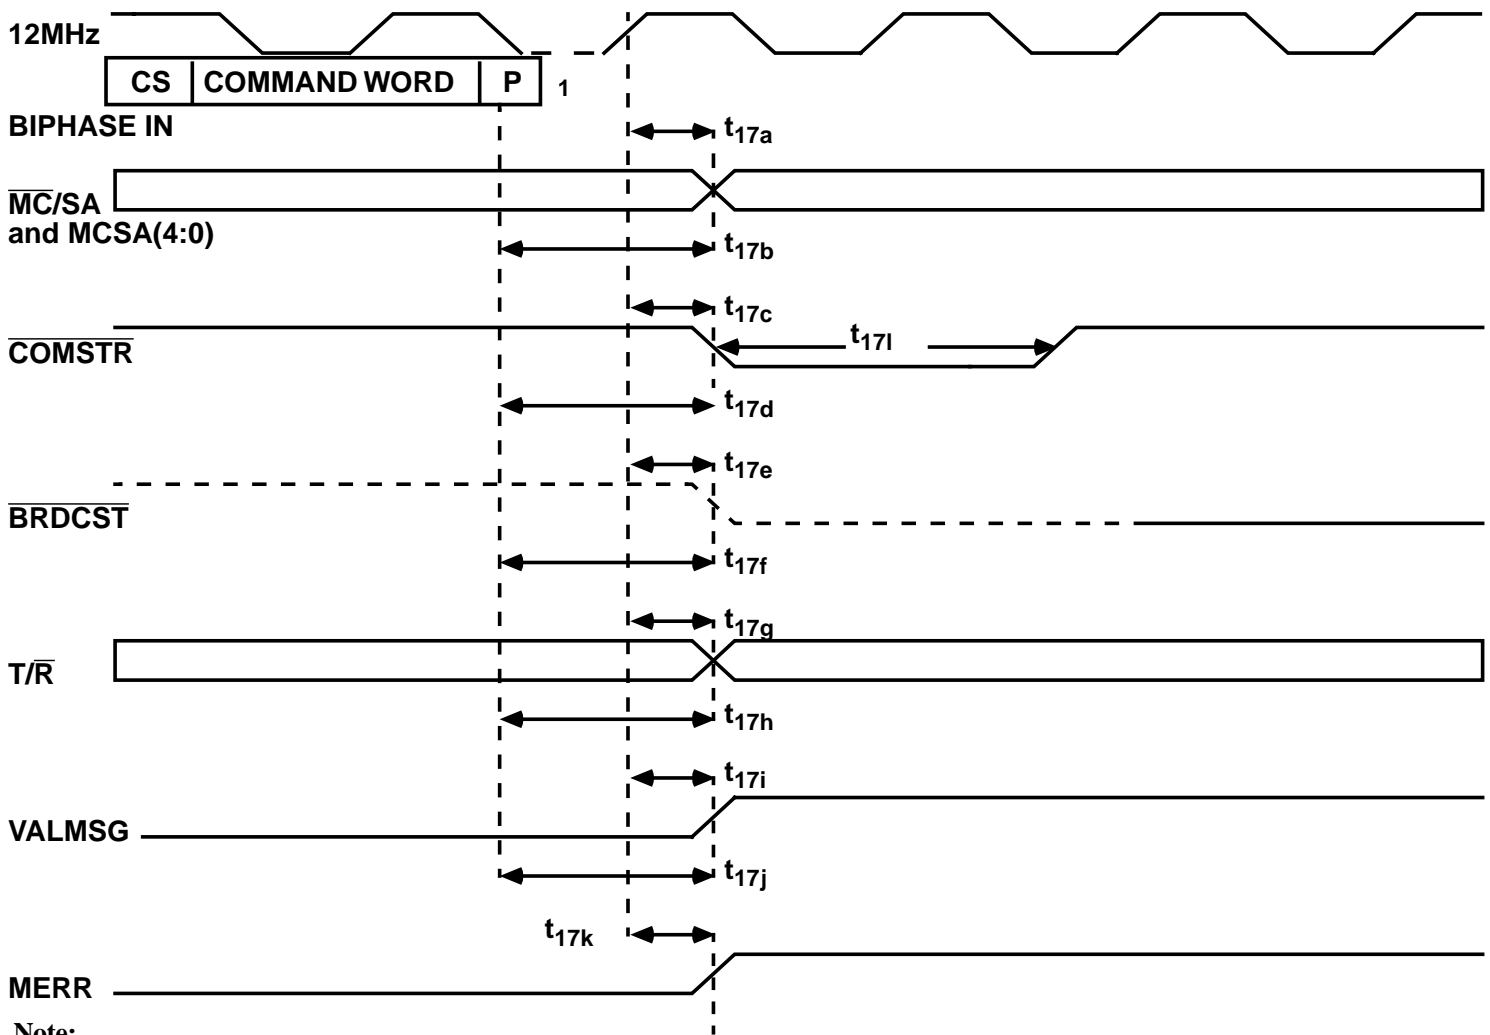 12MHz
CS COMMAND WORD P 1
BIPHASE IN
t17a
MC/SA
and MCSA(4:0)
t17b
t17c
COMSTR
t17l
t17d
t17e
BRDCST
t17f
t17g
T/R
t17h
t17i
VALMSG
t17j
t17k
MERR
Note: